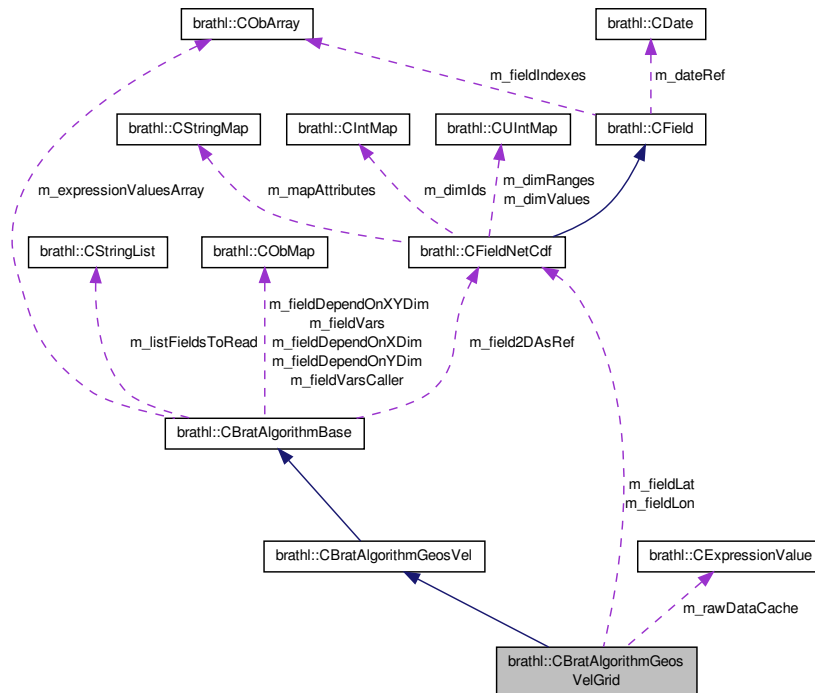 brathl::CObArray
brathl::CDate
m_fieldIndexes
m_dateRef
brathl::CStringMap
brathl::CIntMap
brathl::CUIntMap
brathl::CField
m_expressionValuesArray
m_mapAttributes
m_dimIds
m_dimRanges
m_dimValues
brathl::CStringList
brathl::CObMap
brathl::CFieldNetCdf
m_listFieldsToRead
m_fieldDependOnXYDim
m_fieldVars
m_fieldDependOnXDim
m_fieldDependOnYDim
m_fieldVarsCaller
m_field2DAsRef
brathl::CBratAlgorithmBase
m_fieldLat
m_fieldLon
brathl::CBratAlgorithmGeosVel
brathl::CExpressionValue
m_rawDataCache
brathl::CBratAlgorithmGeos
VelGrid